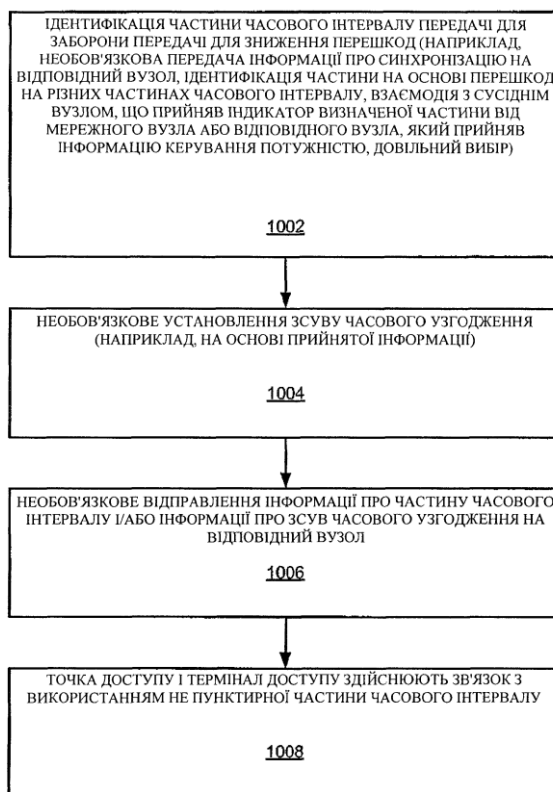 ІДЕНТИФІКАЦІЯ ЧАСТИНИ ЧАСОВОГО ІНТЕРВАЛУ ПЕРЕДАЧІ ДЛЯ
ЗАБОРОНИ ПЕРЕДАЧІ ДЛЯ ЗНИЖЕННЯ ПЕРЕШКОД (НАПРИКЛАД,
НЕОБОВ'ЯЗКОВА ПЕРЕДАЧА ІНФОРМАЦІЇ ПРО СИНХРОНІЗАЦІЮ НА
ВІДПОВІДНИЙ ВУЗОЛ, ІДЕНТИФІКАЦІЯ ЧАСТИНИ НА ОСНОВІ ПЕРЕШКОД
НА РІЗНИХ ЧАСТИНАХ ЧАСОВОГО ІНТЕРВАЛУ, ВЗАЄМОДІЯ З СУСІДНІМ
ВУЗЛОМ, ЩО ПРИЙНЯВ ІНДИКАТОР ВИЗНАЧЕНОЇ ЧАСТИНИ ВІД
МЕРЕЖНОГО ВУЗЛА АБО ВІДПОВІДНОГО ВУЗЛА, ЯКИЙ ПРИЙНЯВ
ІНФОРМАЦІЮ КЕРУВАННЯ ПОТУЖНІСТЮ, ДОВІЛЬНИЙ ВИБІР)
1002
НЕОБОВ'ЯЗКОВЕ УСТАНОВЛЕННЯ ЗСУВУ ЧАСОВОГО УЗГОДЖЕННЯ
(НАПРИКЛАД, НА ОСНОВІ ПРИЙНЯТОЇ ІНФОРМАЦІЇ)
1004
НЕОБОВ'ЯЗКОВЕ ВІДПРАВЛЕННЯ ІНФОРМАЦІЇ ПРО ЧАСТИНУ ЧАСОВОГО
ІНТЕРВАЛУ І/АБО ІНФОРМАЦІЇ ПРО ЗСУВ ЧАСОВОГО УЗГОДЖЕННЯ НА
ВІДПОВІДНИЙ ВУЗОЛ
1006
ТОЧКА ДОСТУПУ І ТЕРМІНАЛ ДОСТУПУ ЗДІЙСНЮЮТЬ ЗВ'ЯЗОК З
ВИКОРИСТАННЯМ НЕ ПУНКТИРНОЇ ЧАСТИНИ ЧАСОВОГО ІНТЕРВАЛУ
1008